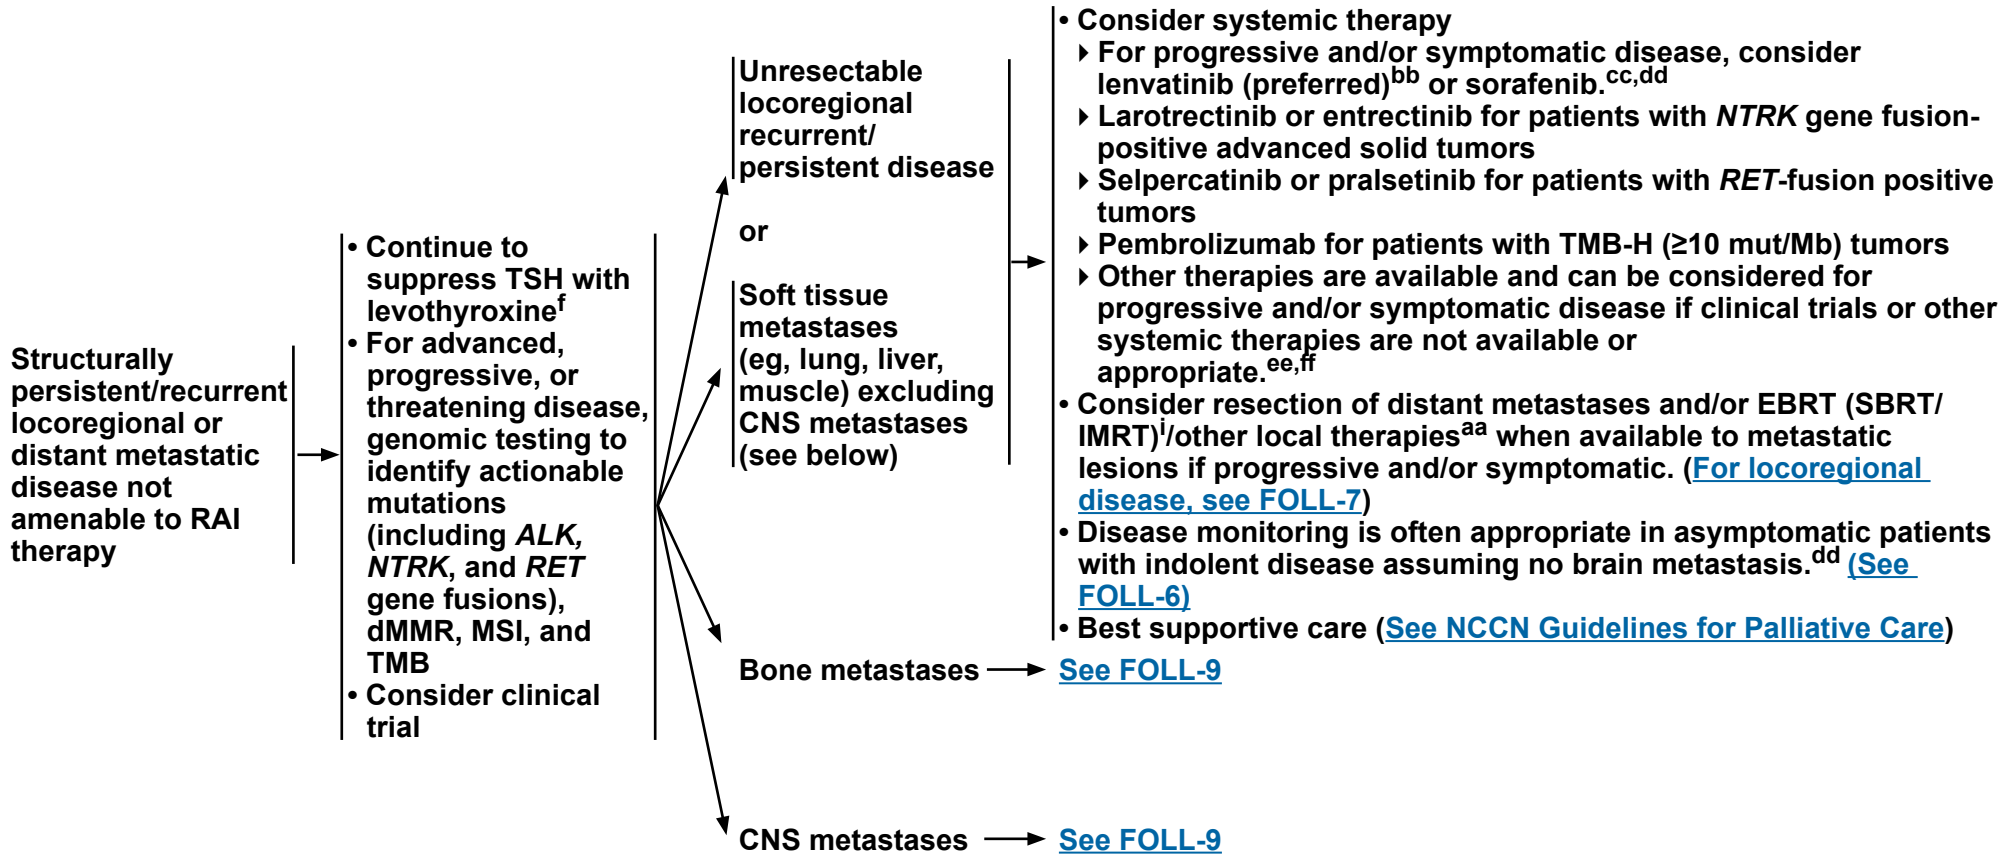 Structurally
persistent/recurrent
locoregional or
distant metastatic
disease not
amenable to RAI
therapy
• Continue to
suppress TSH with
levothyroxinef
• For advanced,
progressive, or
threatening disease,
genomic testing to
identify actionable
mutations
(including ALK,
NTRK, and RET
gene fusions),
dMMR, MSI, and
TMB
• Consider clinical
trial
Unresectable
locoregional
recurrent/
persistent disease
or
Soft tissue
metastases
(eg, lung, liver,
muscle) excluding
CNS metastases
(see below)
• Consider systemic therapy
▸ For progressive and/or symptomatic disease, consider
lenvatinib (preferred)bb or sorafenib.cc,dd
▸ Larotrectinib or entrectinib for patients with NTRK gene fusion-
positive advanced solid tumors
▸ Selpercatinib or pralsetinib for patients with RET-fusion positive
tumors
▸ Pembrolizumab for patients with TMB-H (≥10 mut/Mb) tumors
▸ Other therapies are available and can be considered for
progressive and/or symptomatic disease if clinical trials or other
systemic therapies are not available or
appropriate.ee,ff
• Consider resection of distant metastases and/or EBRT (SBRT/
IMRT)i/other local therapiesaa when available to metastatic
lesions if progressive and/or symptomatic. (For locoregional
disease, see FOLL-7)
• Disease monitoring is often appropriate in asymptomatic patients
with indolent disease assuming no brain metastasis.dd (See
FOLL-6)
• Best supportive care (See NCCN Guidelines for Palliative Care)
Bone metastases
See FOLL-9
CNS metastases
See FOLL-9